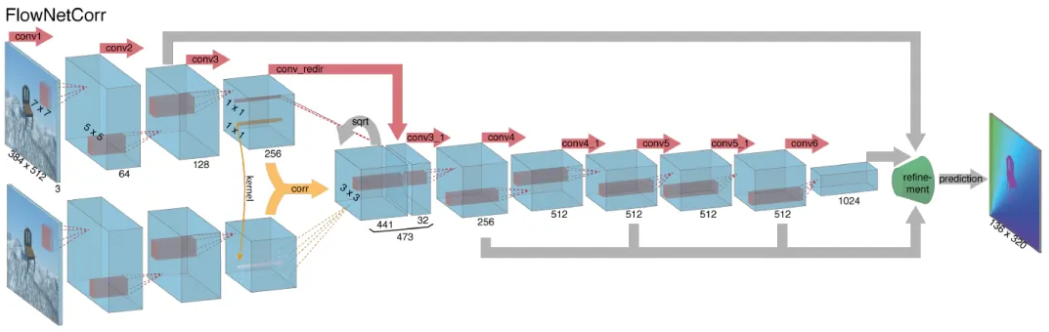 FlowNetCorr
conv1
conv2
conv3
conv_redir
sqrt
conv3_1
conv4
conv4_1
conv5
conv5_1
conv6
7 x 7
5 x 5
1 x 1
1 x 1
3 x 3
384 x 512
3
64
128
256
kernel
corr
441
32
473
256
512
512
512
512
1024
refine-
ment
prediction
136 x 320